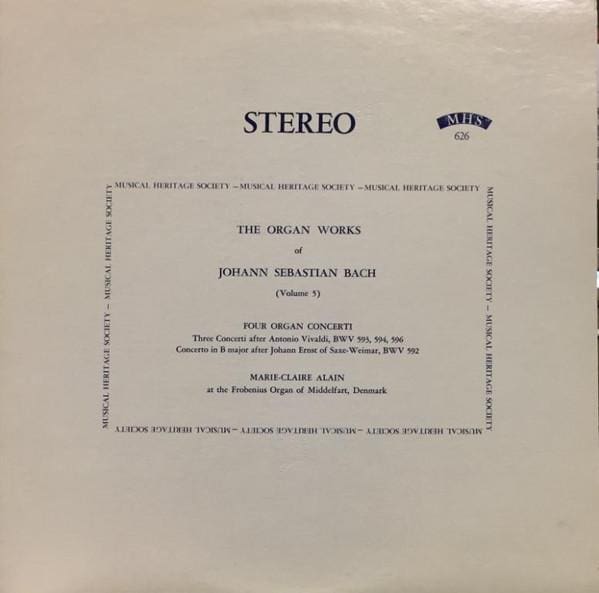 STEREO
MHS
626
MUSICAL HERITAGE SOCIETY – MUSICAL HERITAGE SOCIETY – MUSICAL HERITAGE SOCIETY
MUSICAL HERITAGE SOCIETY – MUSICAL HERITAGE SOCIETY
MUSICAL HERITAGE SOCIETY – MUSICAL HERITAGE SOCIETY
THE ORGAN WORKS
of
JOHANN SEBASTIAN BACH
(Volume 5)
FOUR ORGAN CONCERTI
Three Concerti after Antonio Vivaldi, BWV 593, 594, 596
Concerto in B major after Johann Ernst of Saxe-Weimar, BWV 592
MARIE-CLAIRE ALAIN
at the Frobenius Organ of Middelfart, Denmark
MUSICAL HERITAGE SOCIETY – MUSICAL HERITAGE SOCIETY – MUSICAL HERITAGE SOCIETY